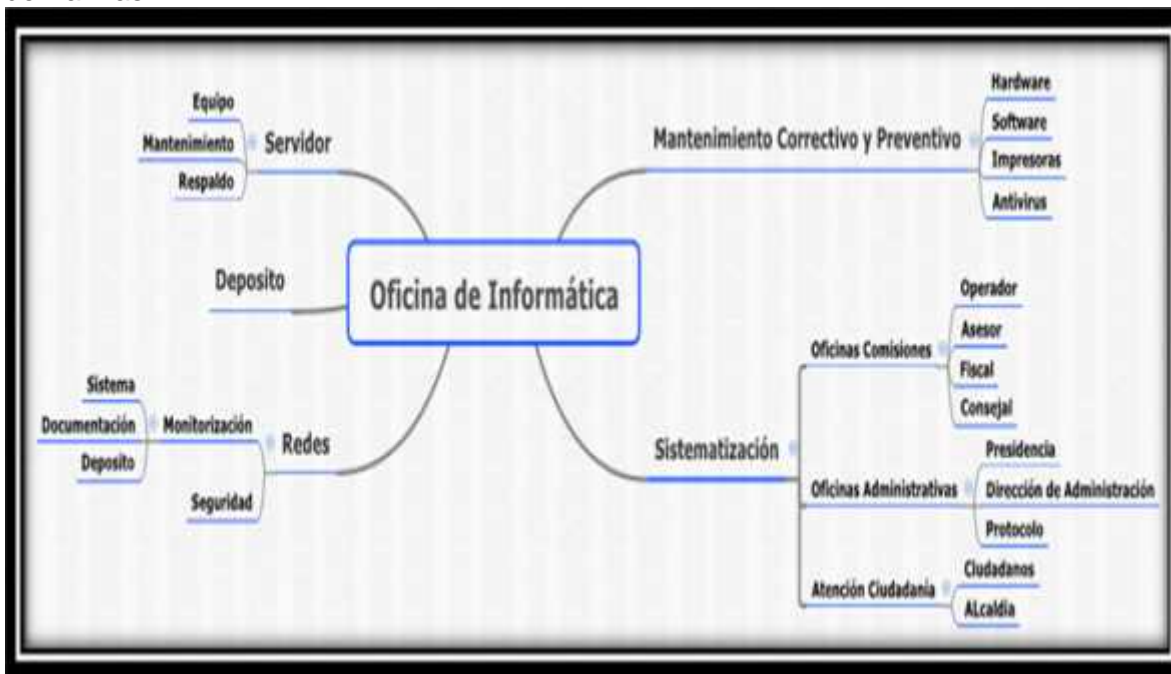 Oficina de Informática
Servidor
Equipo
Mantenimiento
Respaldo
Deposito
Redes
Monitorización
Sistema
Documentación
Deposito
Seguridad
Mantenimiento Correctivo y Preventivo
Hardware
Software
Impresoras
Antivirus
Sistematización
Oficinas Comisiones
Operador
Asesor
Fiscal
Consejal
Oficinas Administrativas
Presidencia
Dirección de Administración
Protocolo
Atención Ciudadanía
Ciudadanos
ALcaldia